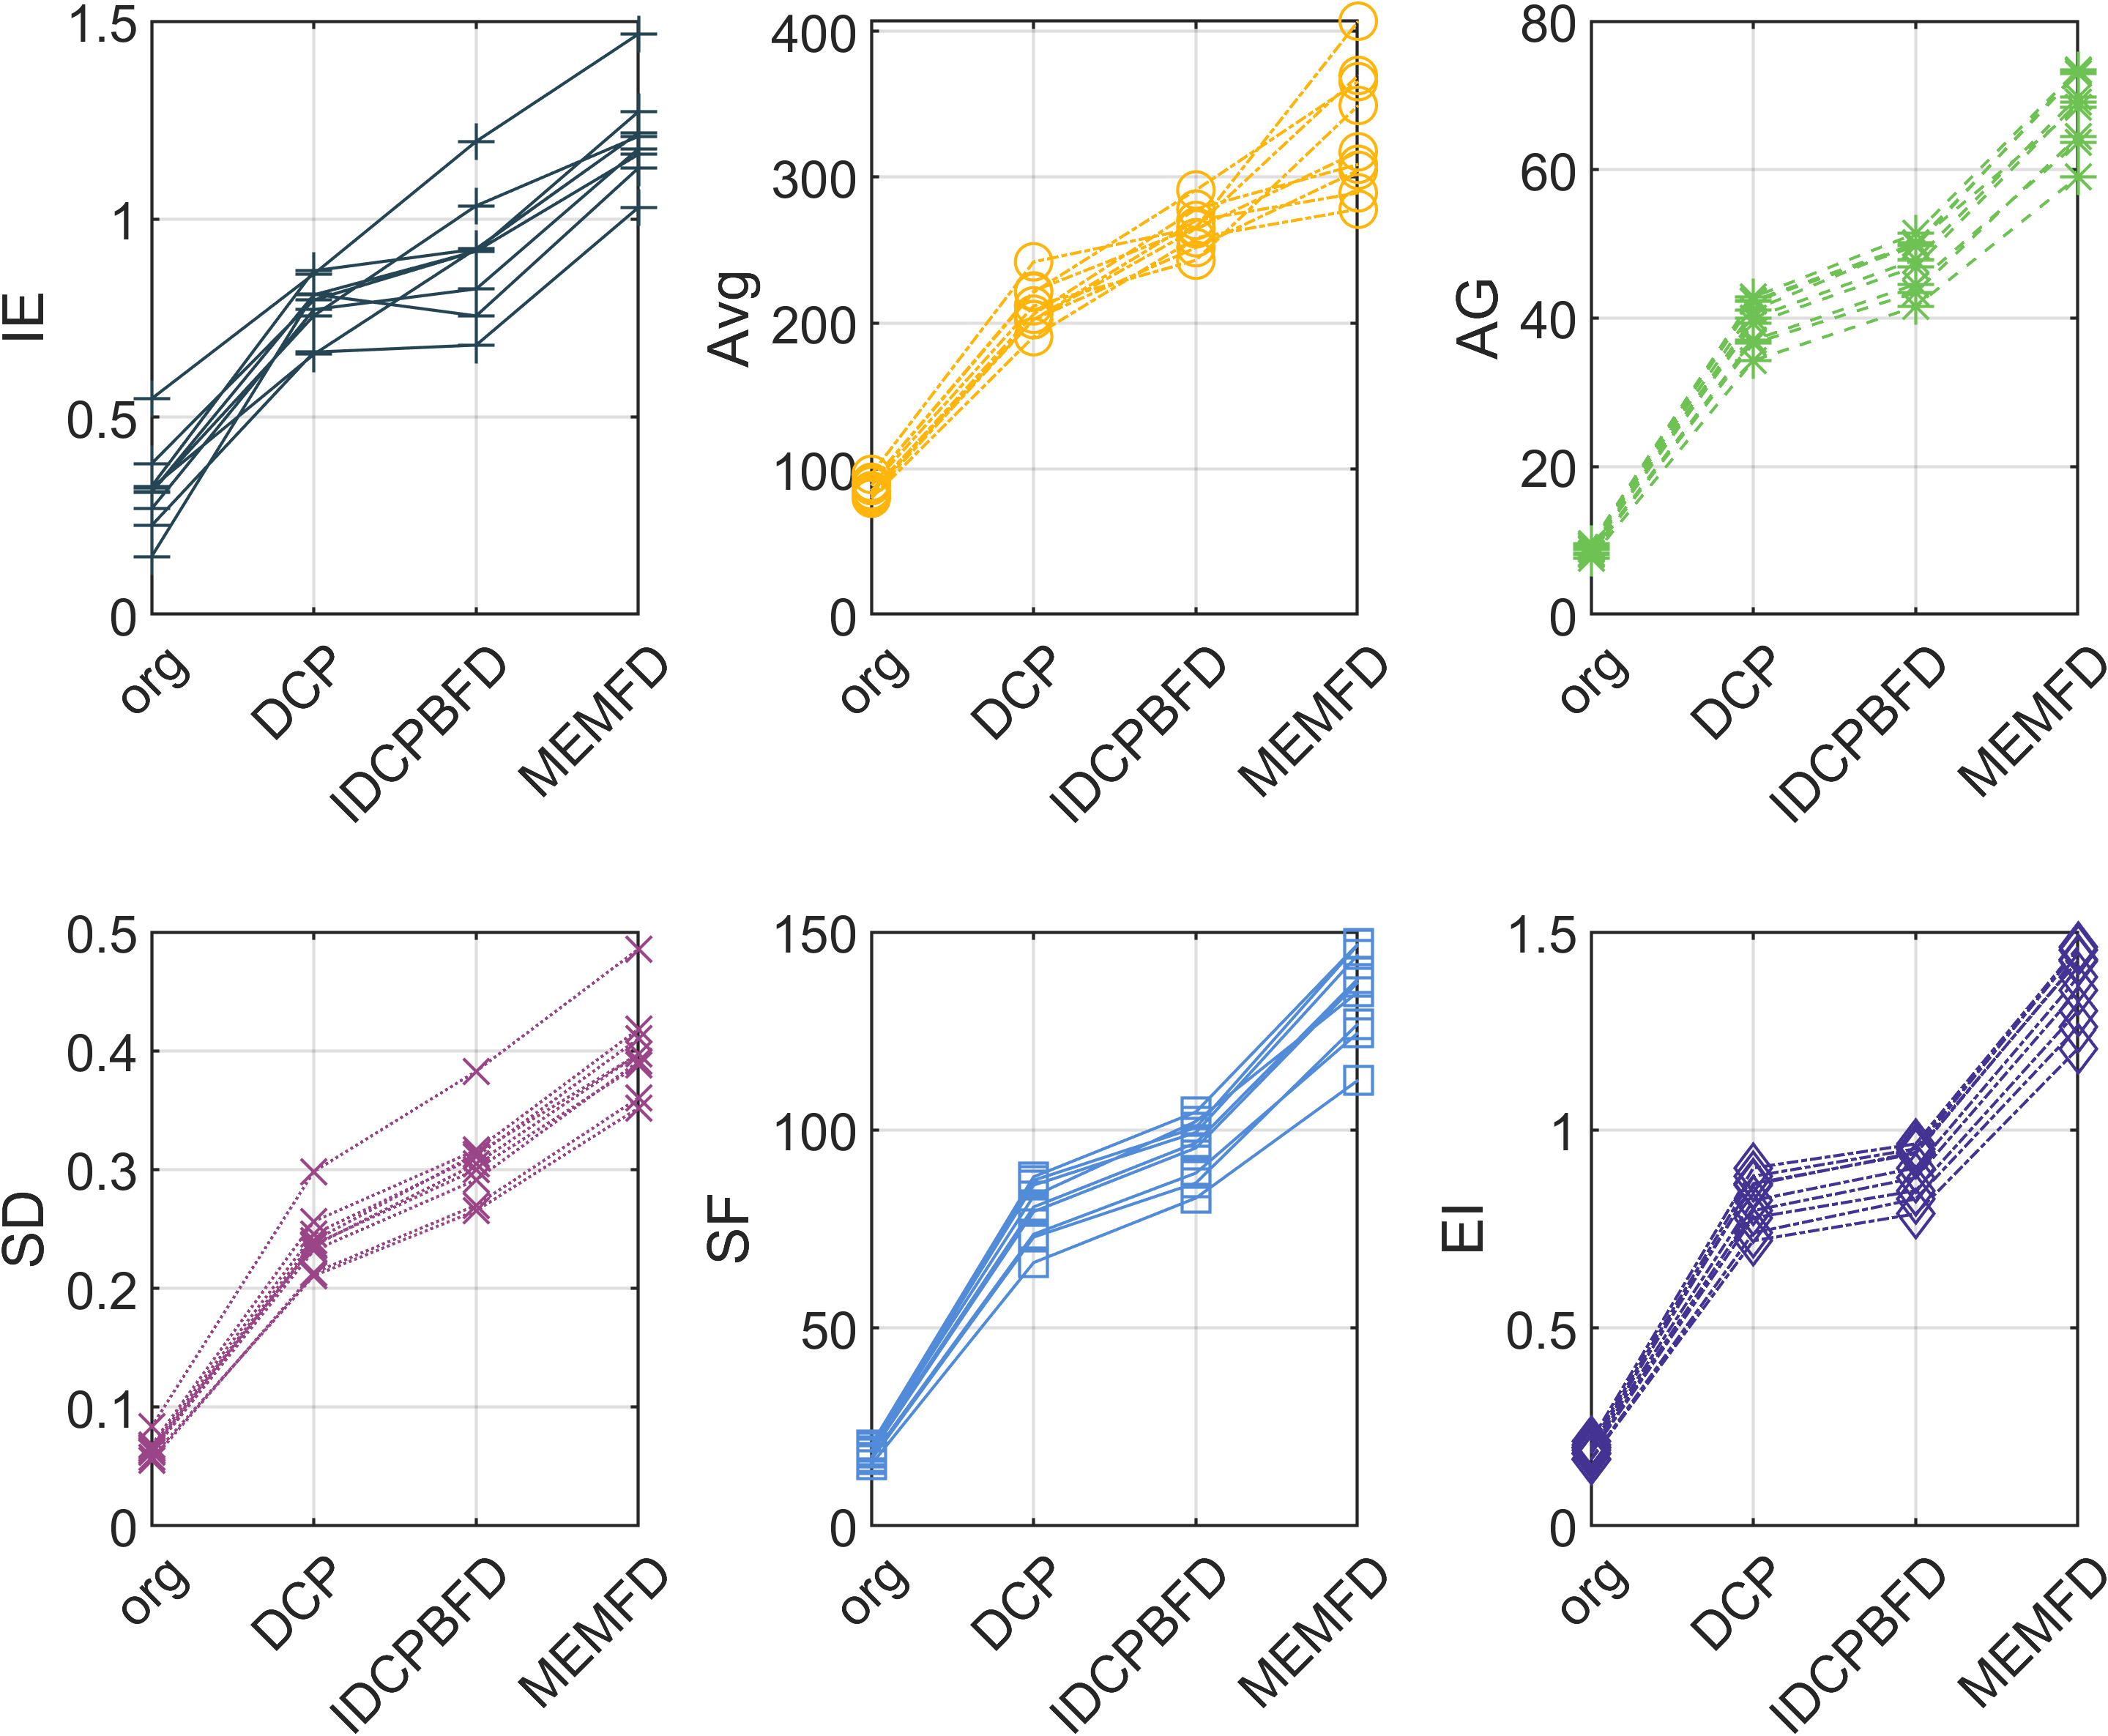 IE
1.5
1
0.5
0
org
DCP
IDCPBFD
MEMFD
Avg
400
300
200
100
0
org
DCP
IDCPBFD
MEMFD
AG
80
60
40
20
0
org
DCP
IDCPBFD
MEMFD
SD
0.5
0.4
0.3
0.2
0.1
0
org
DCP
IDCPBFD
MEMFD
SF
150
100
50
0
org
DCP
IDCPBFD
MEMFD
EI
1.5
1
0.5
0
org
DCP
IDCPBFD
MEMFD